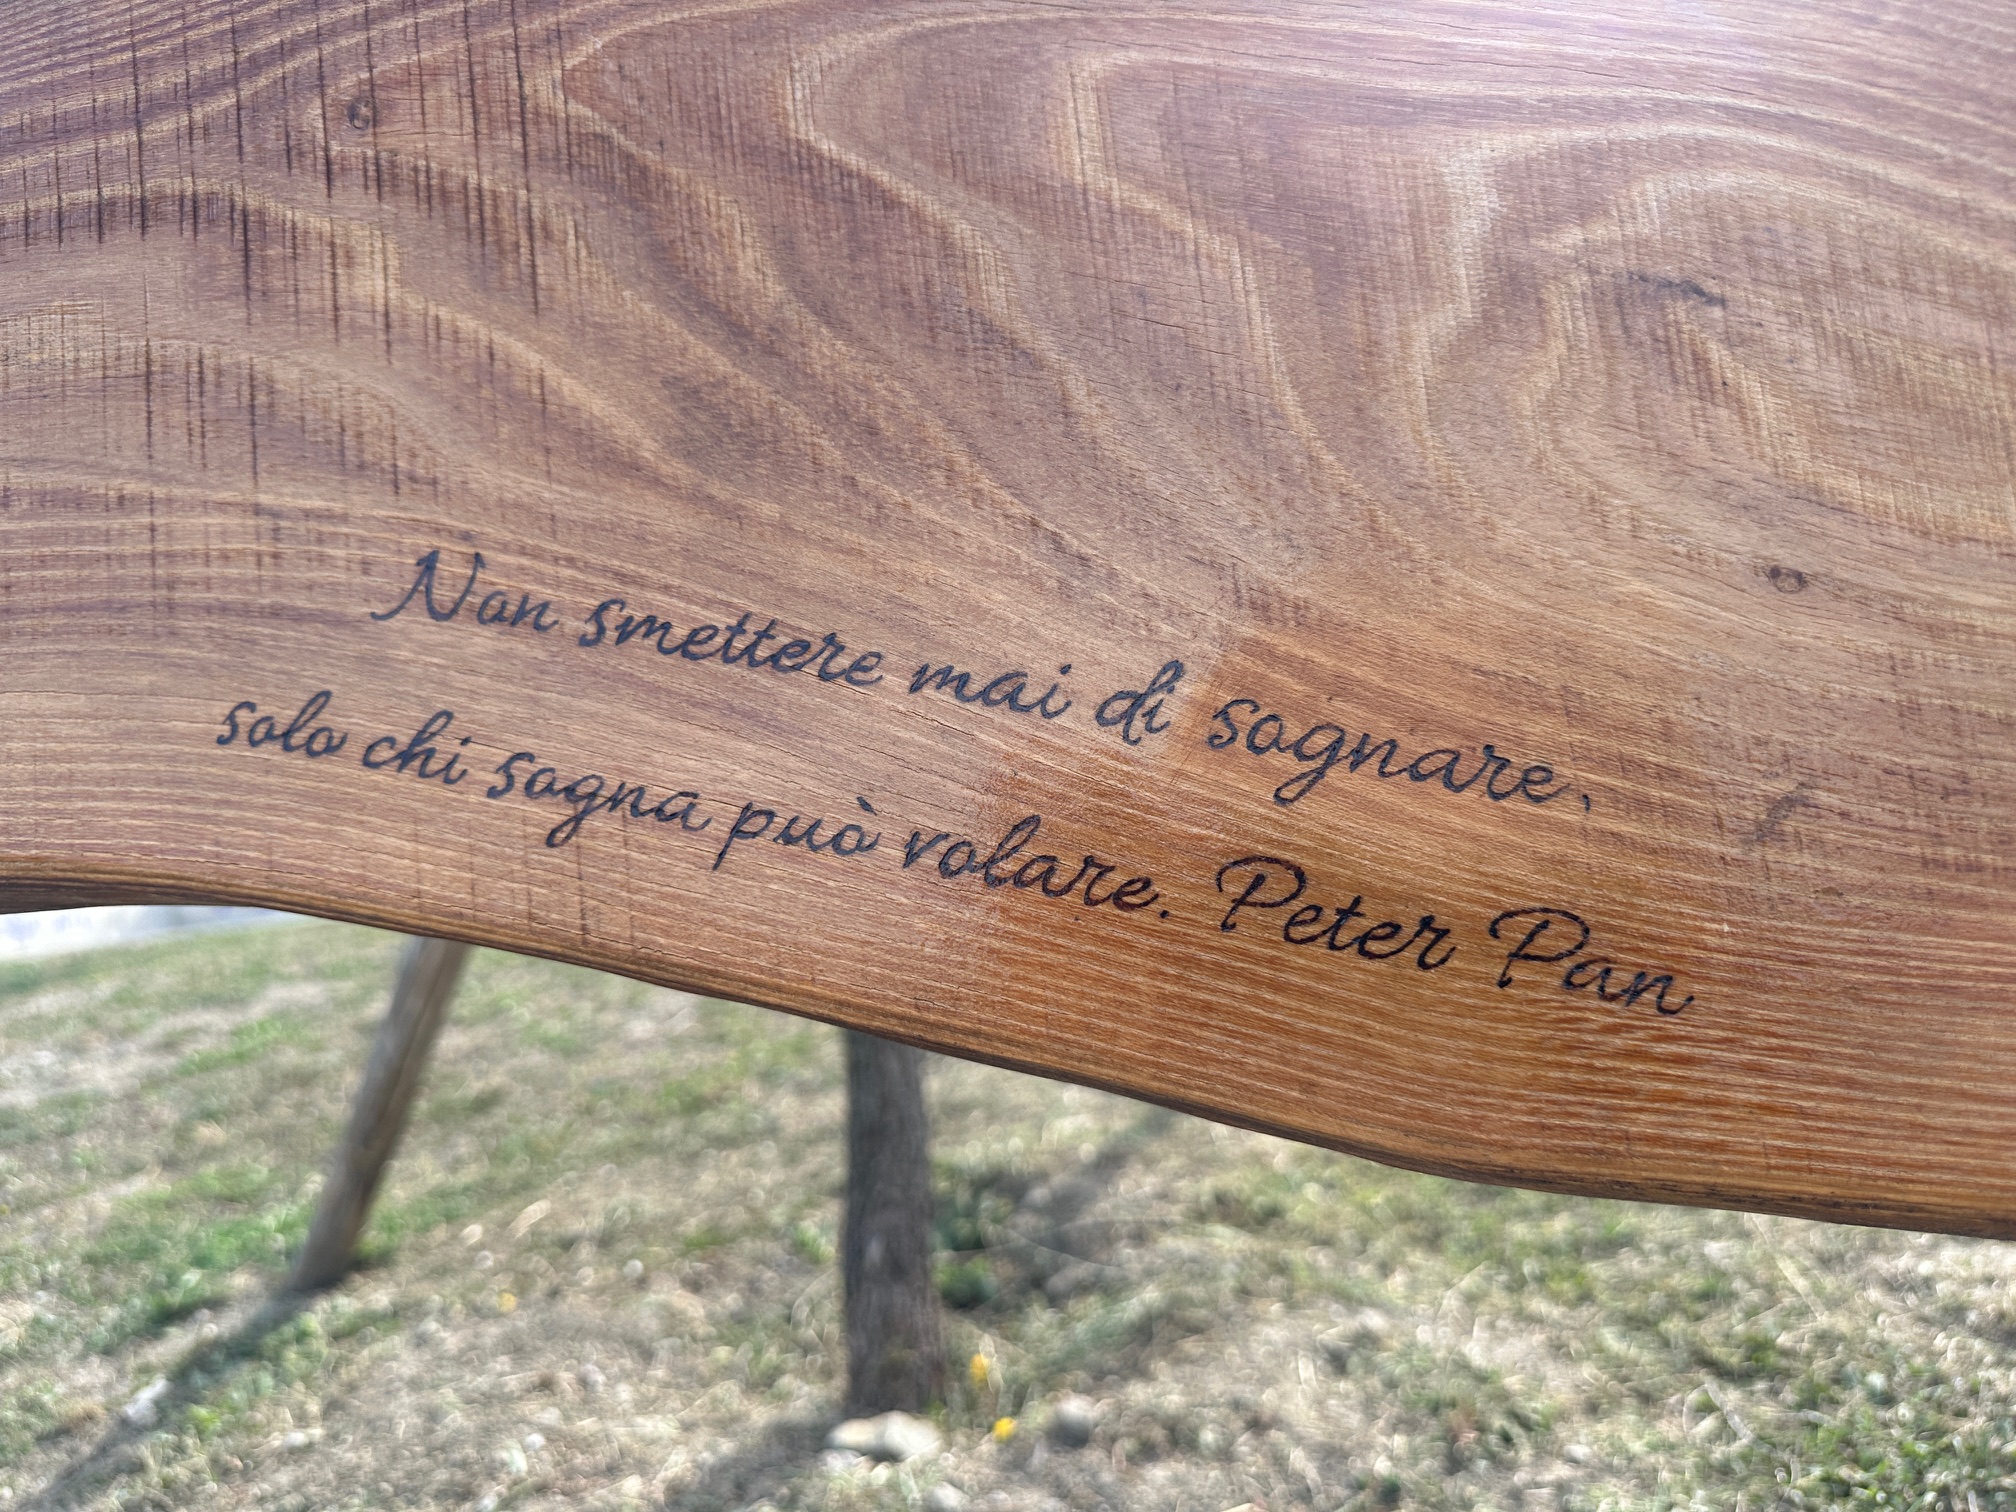 Non smettere mai di sognare,
solo chi sogna può volare. Peter Pan